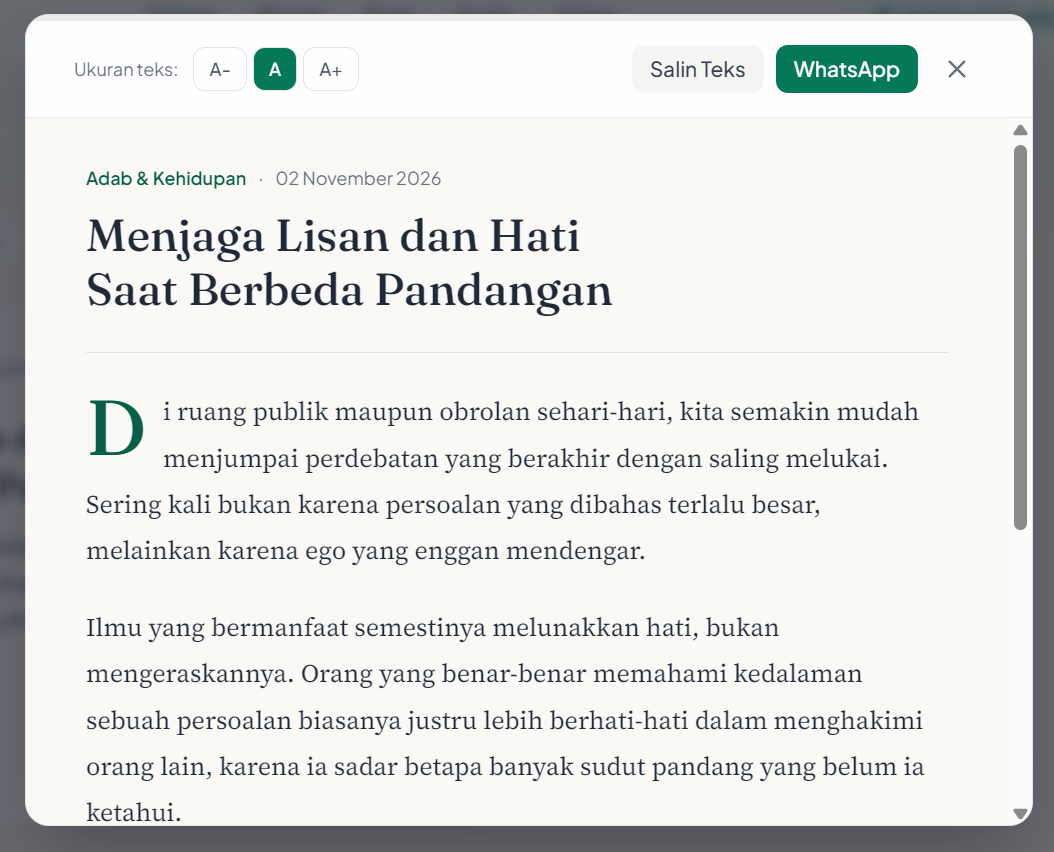 Ukuran teks: A- A A+ Salin Teks WhatsApp
Adab & Kehidupan · 02 November 2026
Menjaga Lisan dan Hati
Saat Berbeda Pandangan
Di ruang publik maupun obrolan sehari-hari, kita semakin mudah
menjumpai perdebatan yang berakhir dengan saling melukai.
Sering kali bukan karena persoalan yang dibahas terlalu besar,
melainkan karena ego yang enggan mendengar.
Ilmu yang bermanfaat semestinya melunakkan hati, bukan
mengeraskannya. Orang yang benar-benar memahami kedalaman
sebuah persoalan biasanya justru lebih berhati-hati dalam menghakimi
orang lain, karena ia sadar betapa banyak sudut pandang yang belum ia
ketahui.